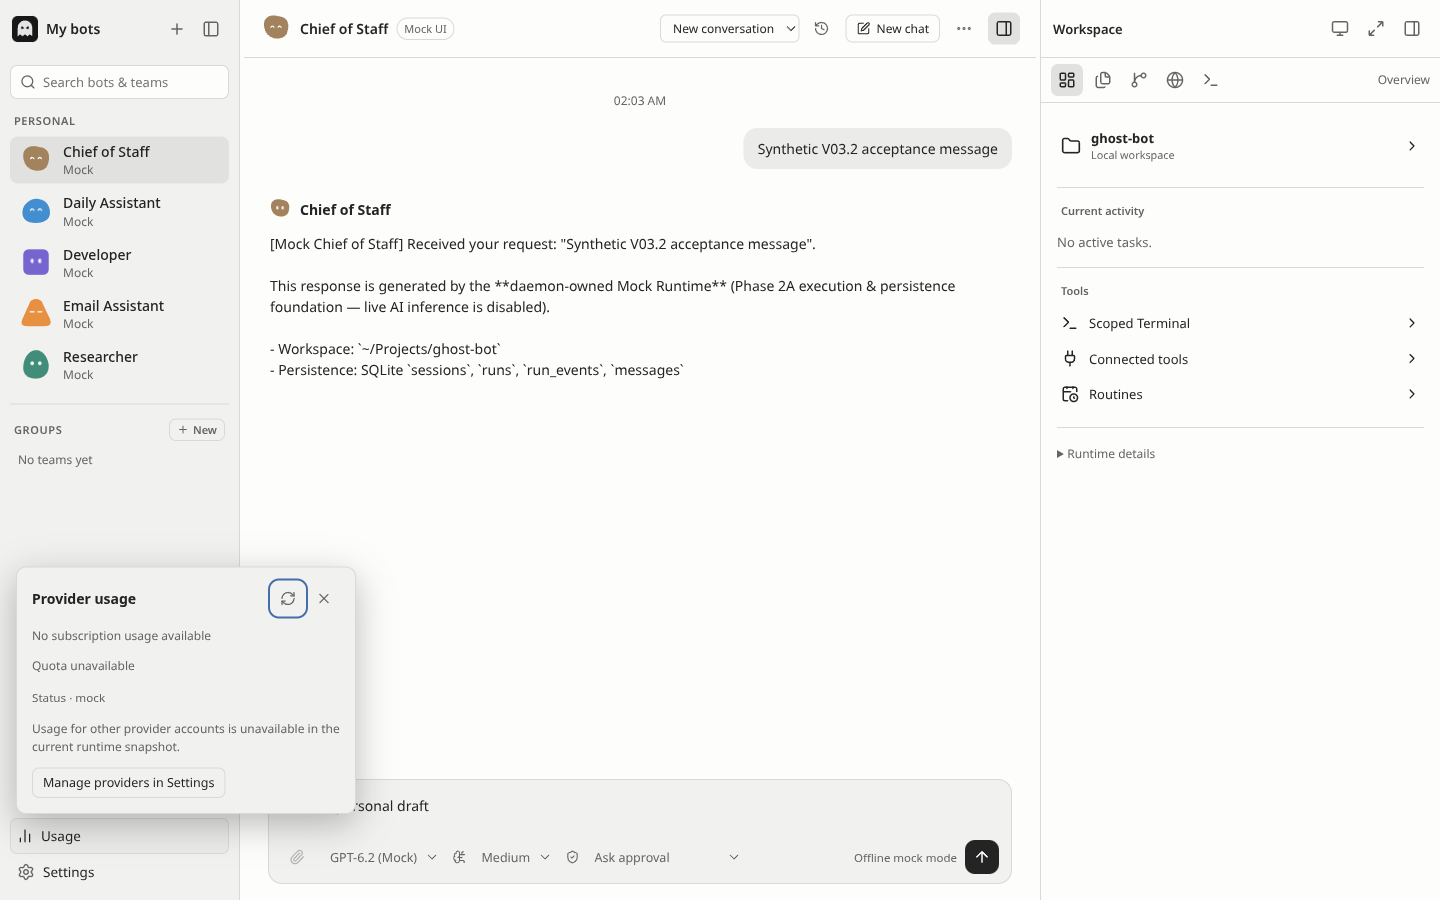 My bots
Search bots & teams
PERSONAL
Chief of Staff
Mock
Daily Assistant
Mock
Developer
Mock
Email Assistant
Mock
Researcher
Mock
GROUPS
New
No teams yet
Provider usage
No subscription usage available
Quota unavailable
Status · mock
Usage for other provider accounts is unavailable in the
current runtime snapshot.
Manage providers in Settings
Usage
Settings
Chief of Staff
Mock UI
New conversation
New chat
02:03 AM
Synthetic V03.2 acceptance message
Chief of Staff
[Mock Chief of Staff] Received your request: "Synthetic V03.2 acceptance message".
This response is generated by the **daemon-owned Mock Runtime** (Phase 2A execution & persistence
foundation — live AI inference is disabled).
- Workspace: `~/Projects/ghost-bot`
- Persistence: SQLite `sessions`, `runs`, `run_events`, `messages`
draft
GPT-6.2 (Mock)
Medium
Ask approval
Offline mock mode
Workspace
Overview
ghost-bot
Local workspace
Current activity
No active tasks.
Tools
Scoped Terminal
Connected tools
Routines
Runtime details